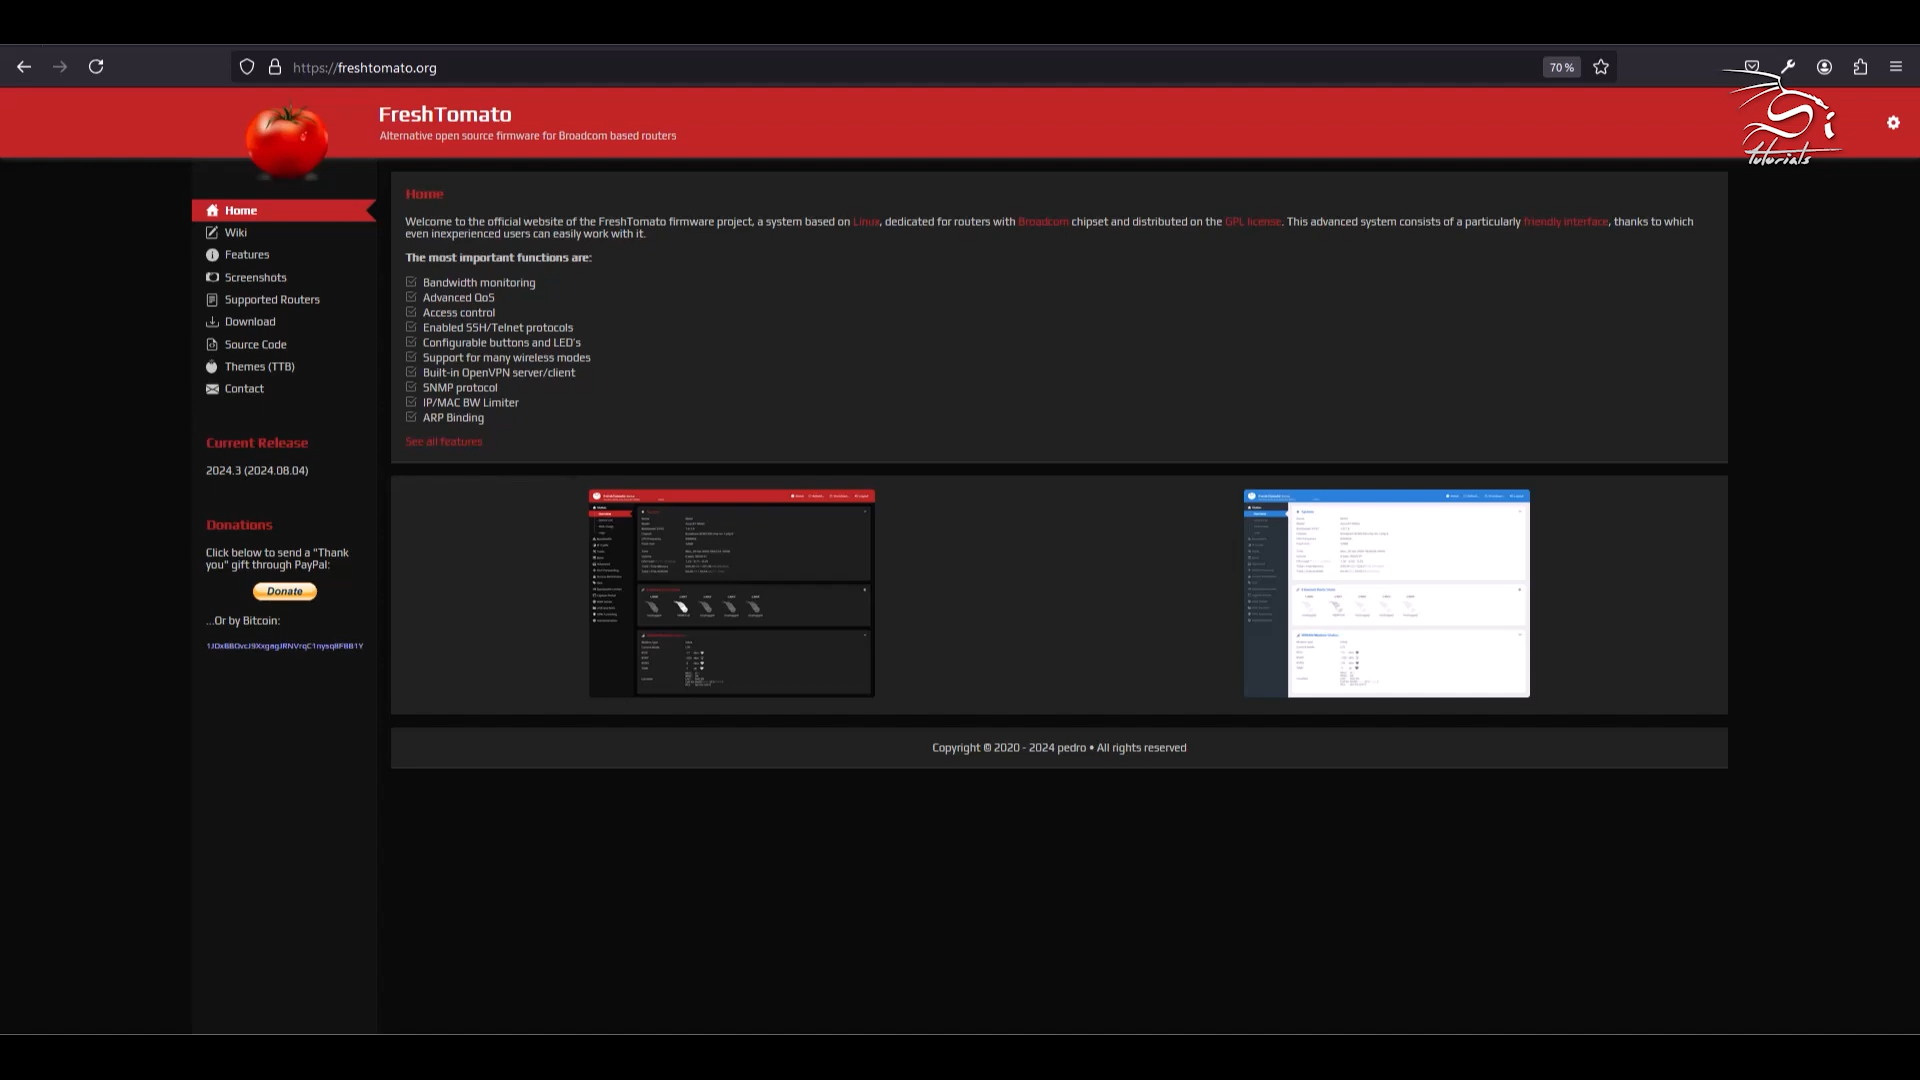 https://freshtomato.org
70 %
Si
tutorials
FreshTomato
Alternative open source firmware for Broadcom based routers
Home
Wiki
Features
Screenshots
Supported Routers
Download
Source Code
Themes (TTB)
Contact
Current Release
2024.3 (2024.08.04)
Donations
Click below to send a "Thank
you" gift through PayPal:
Donate
...Or by Bitcoin:
Home
Welcome to the official website of the FreshTomato firmware project, a system based on Linux, dedicated for routers with Broadcom chipset and distributed on the GPL license. This advanced system consists of a particularly friendly interface, thanks to which
even inexperienced users can easily work with it.
The most important functions are:
Bandwidth monitoring
Advanced QoS
Access control
Enabled SSH/Telnet protocols
Configurable buttons and LED's
Support for many wireless modes
Built-in OpenVPN server/client
SNMP protocol
IP/MAC BW Limiter
ARP Binding
See all features
Copyright © 2020 - 2024 pedro • All rights reserved